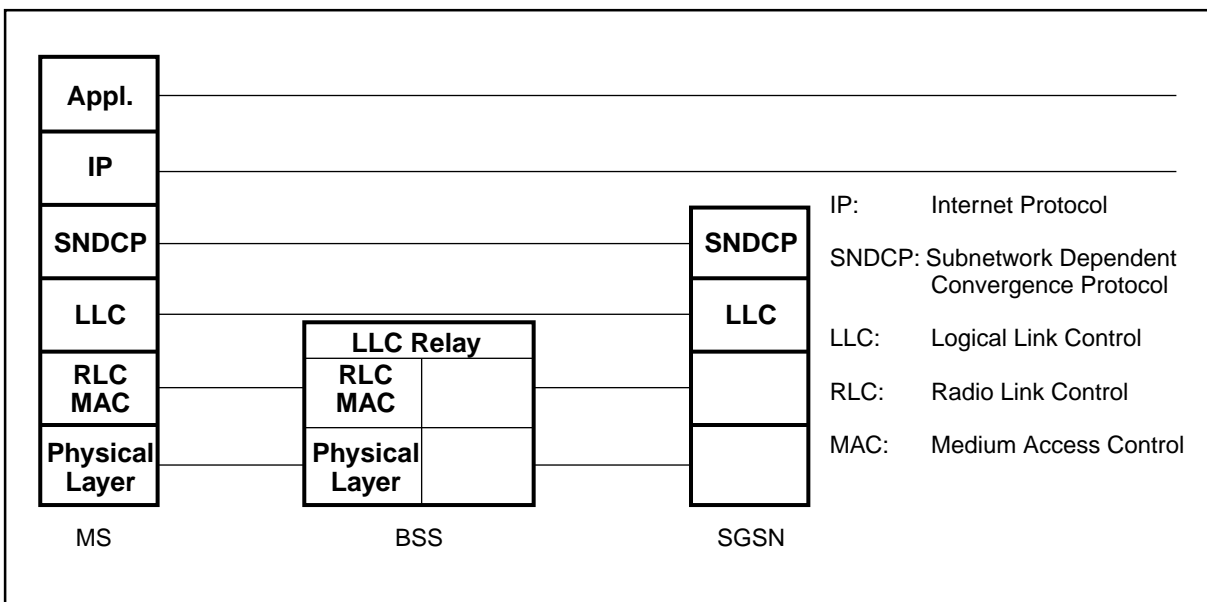 Appl.
IP
SNDCP
LLC
RLC
MAC
Physical
Layer
MS
LLC Relay
RLC
MAC
Physical
Layer
BSS
SNDCP
LLC
SGSN
IP: Internet Protocol
SNDCP: Subnetwork Dependent
Convergence Protocol
LLC: Logical Link Control
RLC: Radio Link Control
MAC: Medium Access Control